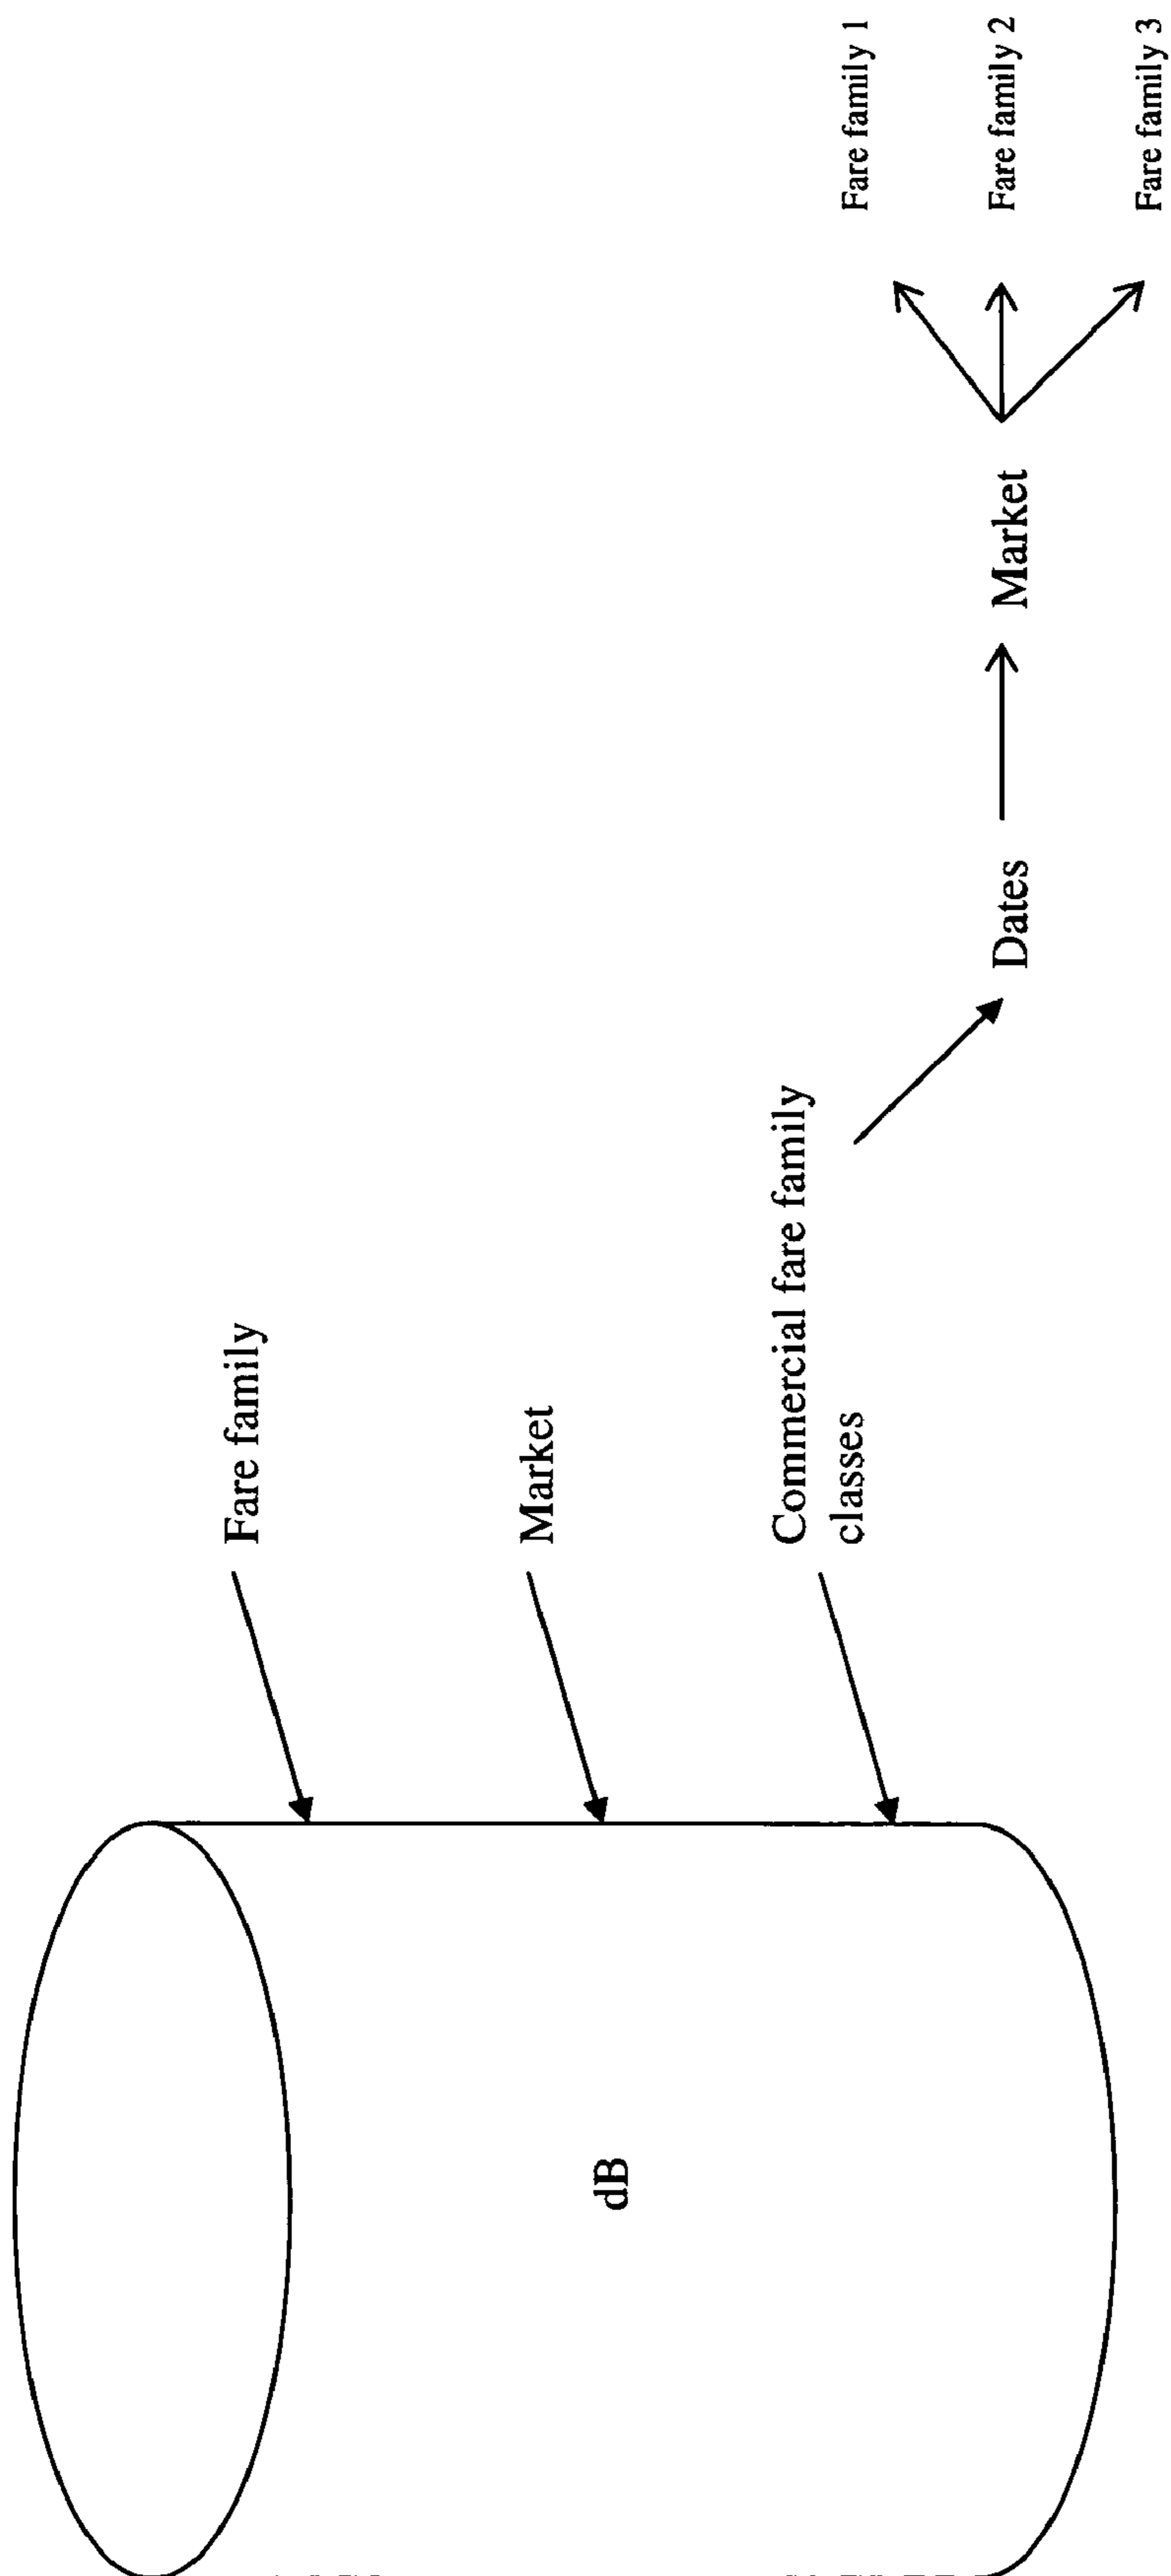 dB
Fare family
Market
Commercial fare family
classes
Dates
Market
Fare family 1
Fare family 2
Fare family 3